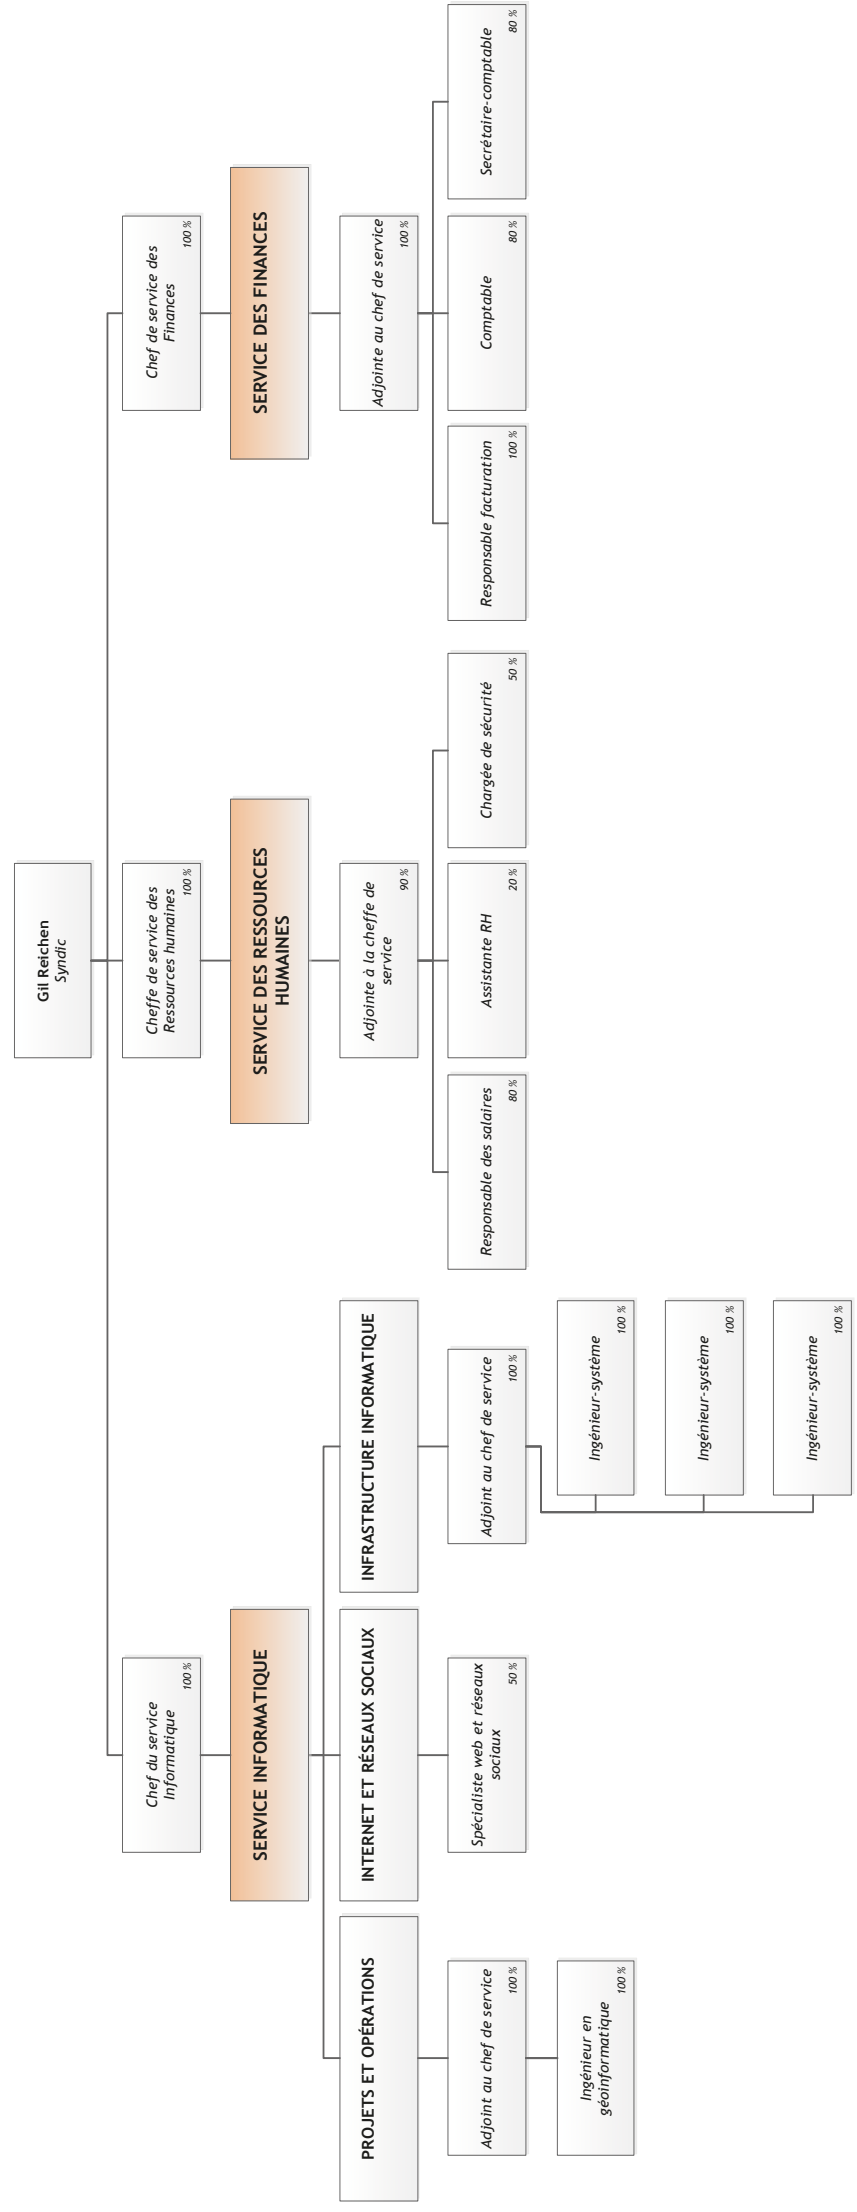 Gil Reichen
Syndic
Chef du service
Informatique
100 %
Cheffe de service des
Ressources humaines
100 %
Chef de service des
Finances
100 %
SERVICE INFORMATIQUE
SERVICE DES RESSOURCES
HUMAINES
SERVICE DES FINANCES
PROJETS ET OPÉRATIONS
INTERNET ET RÉSEAUX SOCIAUX
INFRASTRUCTURE INFORMATIQUE
Adjointe à la cheffe de
service
90 %
Adjointe au chef de service
100 %
Adjoint au chef de service
100 %
Spécialiste web et réseaux
sociaux
50 %
Adjoint au chef de service
100 %
Responsable des salaires
80 %
Assistante RH
20 %
Chargée de sécurité
50 %
Responsable facturation
100 %
Comptable
80 %
Secrétaire-comptable
80 %
Ingénieur en
géoinformatique
100 %
Ingénieur-système
100 %
Ingénieur-système
100 %
Ingénieur-système
100 %